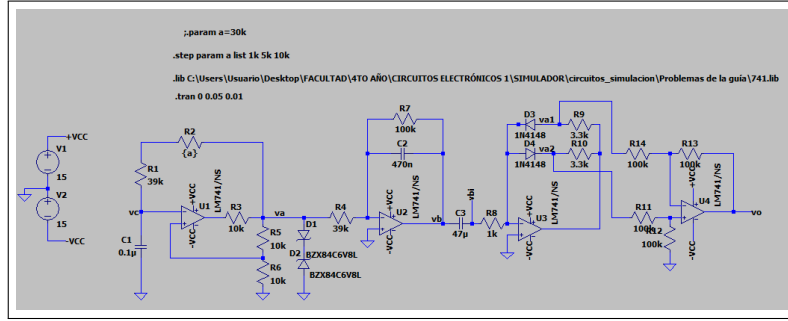 ;.param a=30k
.step param a list 1k 5k 10k
.lib C:\Users\Usuario\Desktop\FACULTAD\4TO AÑO\CIRCUITOS ELECTRÓNICOS 1\SIMULADOR\circuitos_simulacion\Problemas de la guía\741.lib
.tran 0 0.05 0.01
+VCC
V1
15
V2
15
-VCC
R2
{a}
R1
39k
vc
C1
0.1µ
+VCC
U1
LM741/NS
-VCC
R3
10k
va
R5
10k
R6
10k
D1
D2
BZX84C6V8L
BZX84C6V8L
R4
39k
R7
100k
C2
470n
+VCC
U2
LM741/NS
-VCC
vb
C3
47µ
vbi
R8
1k
D3
1N4148
va1
R9
3.3k
D4
1N4148
va2
R10
3.3k
+VCC
U3
LM741/NS
-VCC
R14
100k
R13
100k
R11
100k
R12
100k
+VCC
U4
LM741/NS
-VCC
vo